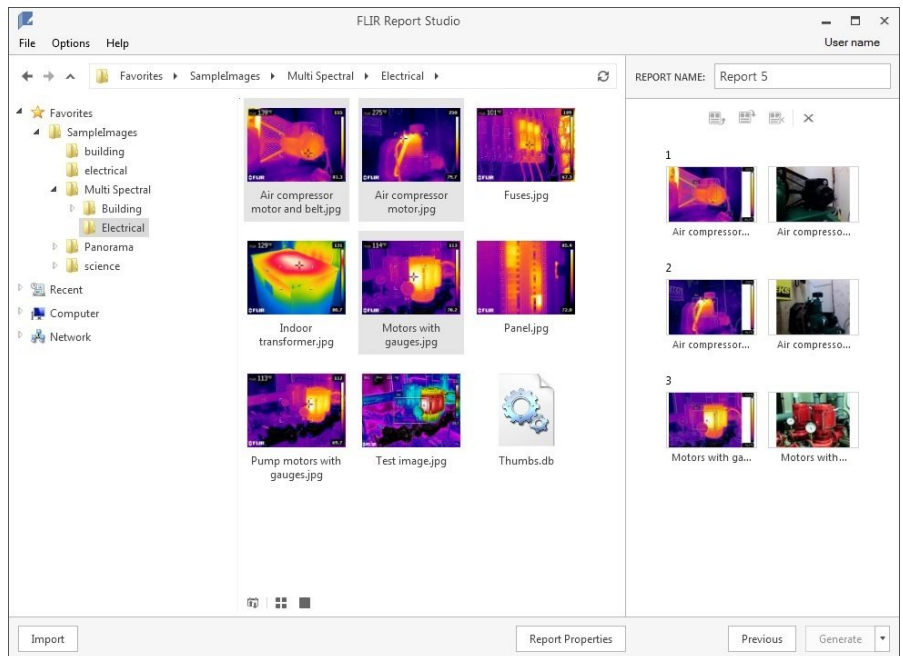 FLIR Report Studio
File Options Help
User name
Favorites SampleImages Multi Spectral Electrical
REPORT NAME: Report 5
Favorites
SampleImages
building
electrical
Multi Spectral
Building
Electrical
Panorama
science
Recent
Computer
Network
Air compressor
motor and belt.jpg
Air compressor
motor.jpg
Fuses.jpg
Indoor
transformer.jpg
Motors with
gauges.jpg
Panel.jpg
Pump motors with
gauges.jpg
Test image.jpg
Thumbs.db
1
Air compressor...
Air compresso...
2
Air compressor...
Air compresso...
3
Motors with ga...
Motors with...
Import
Report Properties
Previous
Generate